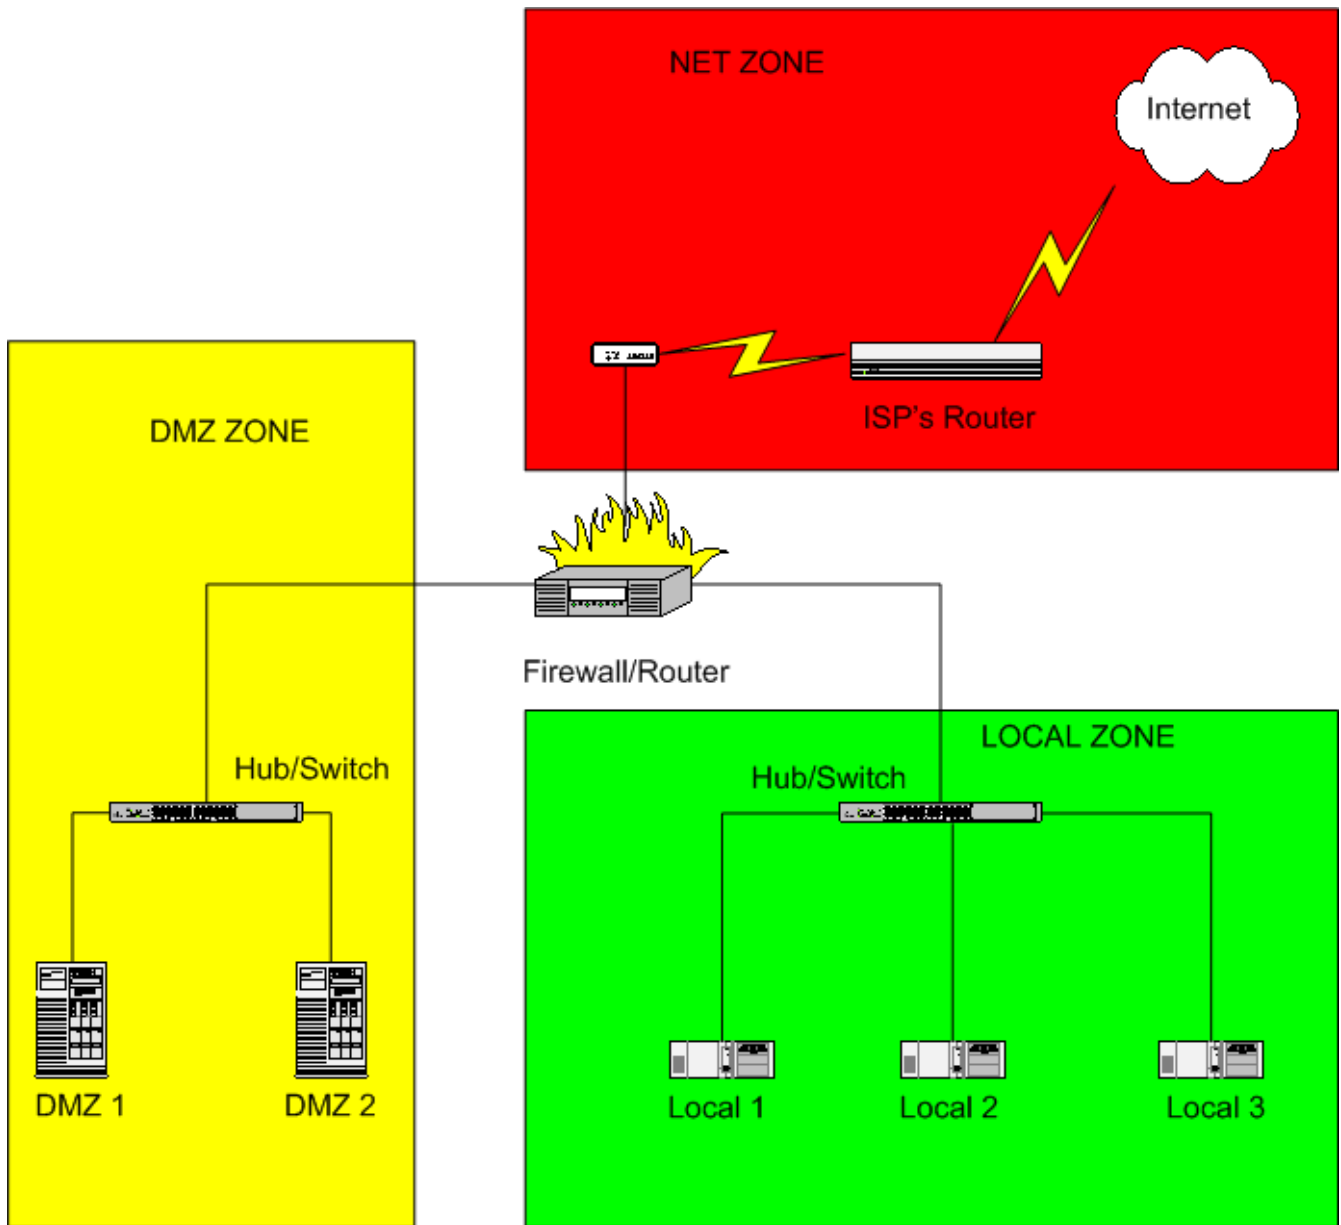 NET ZONE
Internet
ISP's Router
DMZ ZONE
Firewall/Router
LOCAL ZONE
Hub/Switch
Hub/Switch
DMZ 1
DMZ 2
Local 1
Local 2
Local 3